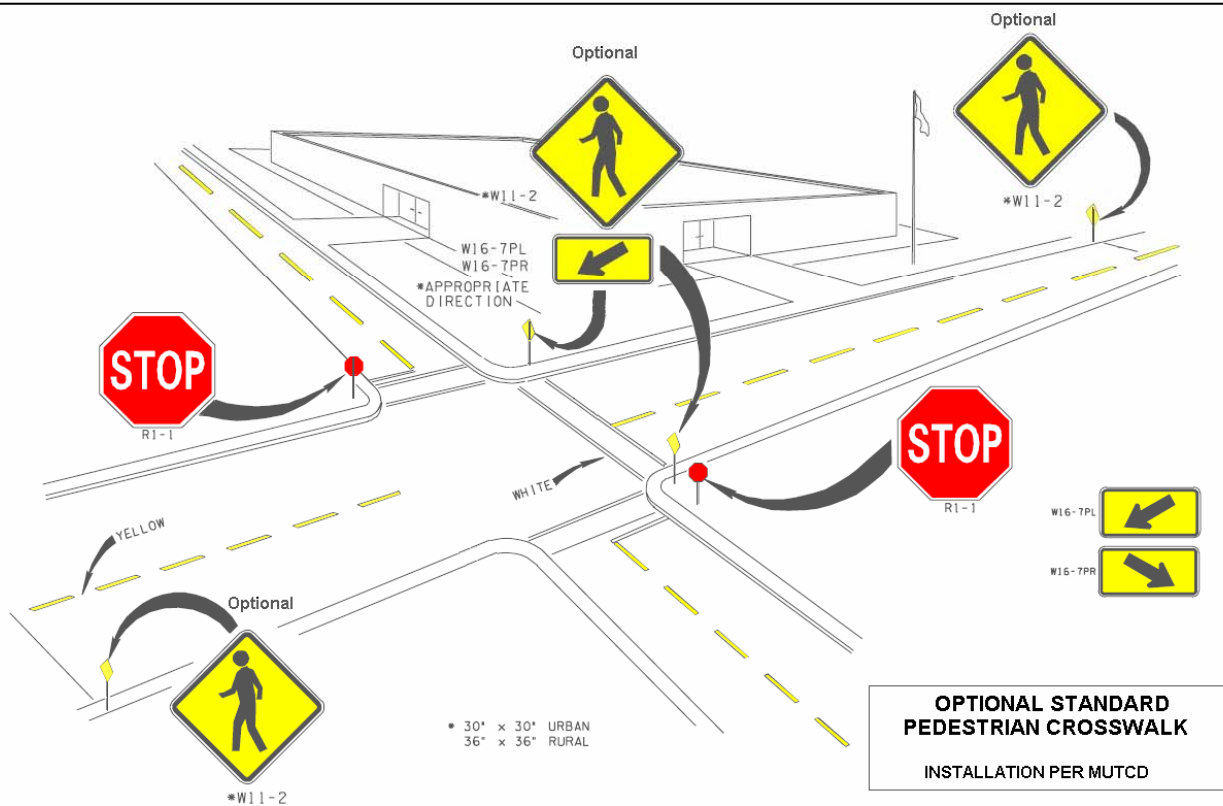 Optional
Optional
*W11-2
*W11-2
W16-7PL
W16-7PR
*APPROPRIATE
DIRECTION
STOP
R1-1
STOP
R1-1
WHITE
YELLOW
W16-7PL
W16-7PR
Optional
*W11-2
* 30" x 30" URBAN
36" x 36" RURAL
OPTIONAL STANDARD
PEDESTRIAN CROSSWALK
INSTALLATION PER MUTCD